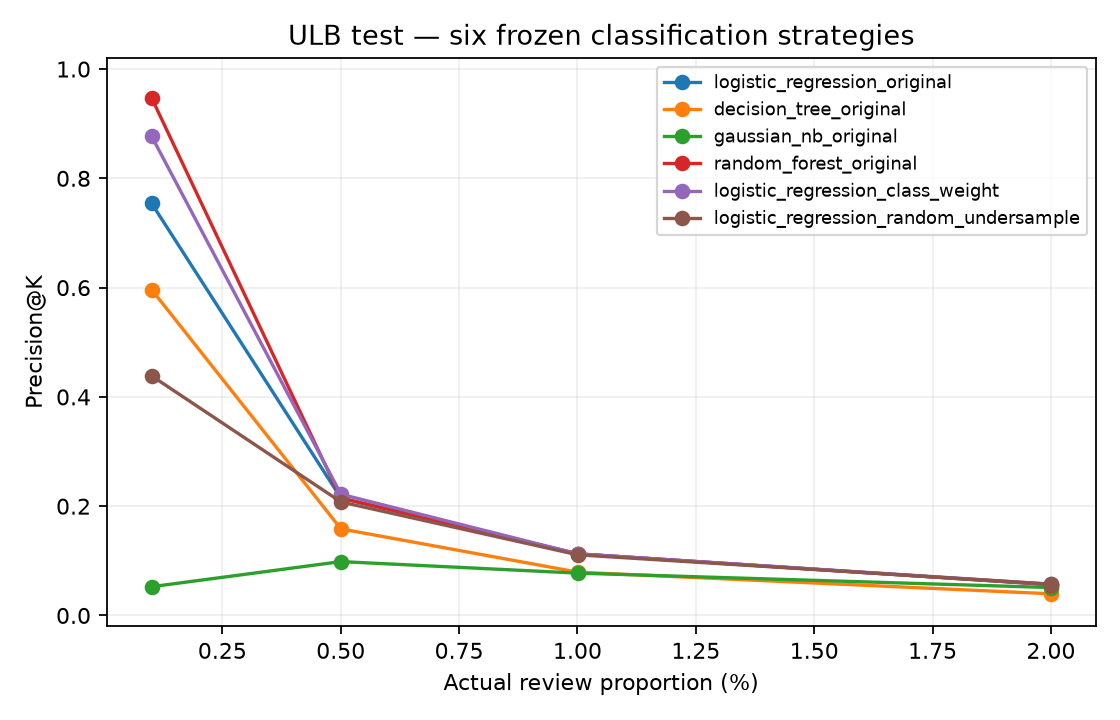 ULB test — six frozen classification strategies
1.0
0.8
0.6
0.4
0.2
0.0
Precision@K
logistic_regression_original
decision_tree_original
gaussian_nb_original
random_forest_original
logistic_regression_class_weight
logistic_regression_random_undersample
0.25 0.50 0.75 1.00 1.25 1.50 1.75 2.00
Actual review proportion (%)